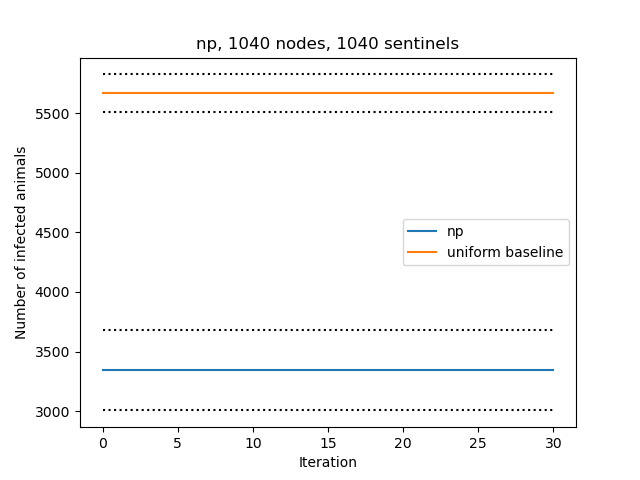 np, 1040 nodes, 1040 sentinels
Number of infected animals
5500
5000
4500
4000
3500
3000
np
uniform baseline
0 5 10 15 20 25 30
Iteration